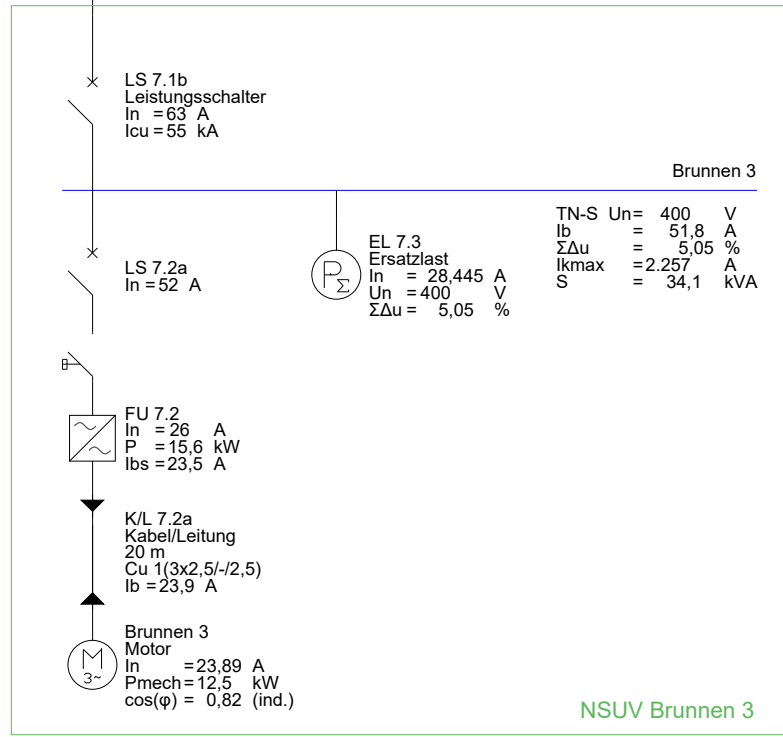 LS 7.1b
Leistungsschalter
In = 63 A
Icu = 55 kA
Brunnen 3
TN-S Un= 400 V
Ib = 51,8 A
ΣΔu = 5,05 %
Ikmax =2.257 A
S = 34,1 kVA
LS 7.2a
In = 52 A
EL 7.3
Ersatzlast
In = 28,445 A
Un =400 V
ΣΔu = 5,05 %
PΣ
FU 7.2
In = 26 A
P = 15,6 kW
Ibs = 23,5 A
K/L 7.2a
Kabel/Leitung
20 m
Cu 1(3x2,5/-/2,5)
Ib = 23,9 A
Brunnen 3
Motor
In =23,89 A
Pmech=12,5 kW
cos(φ) = 0,82 (ind.)
M
3~
NSUV Brunnen 3